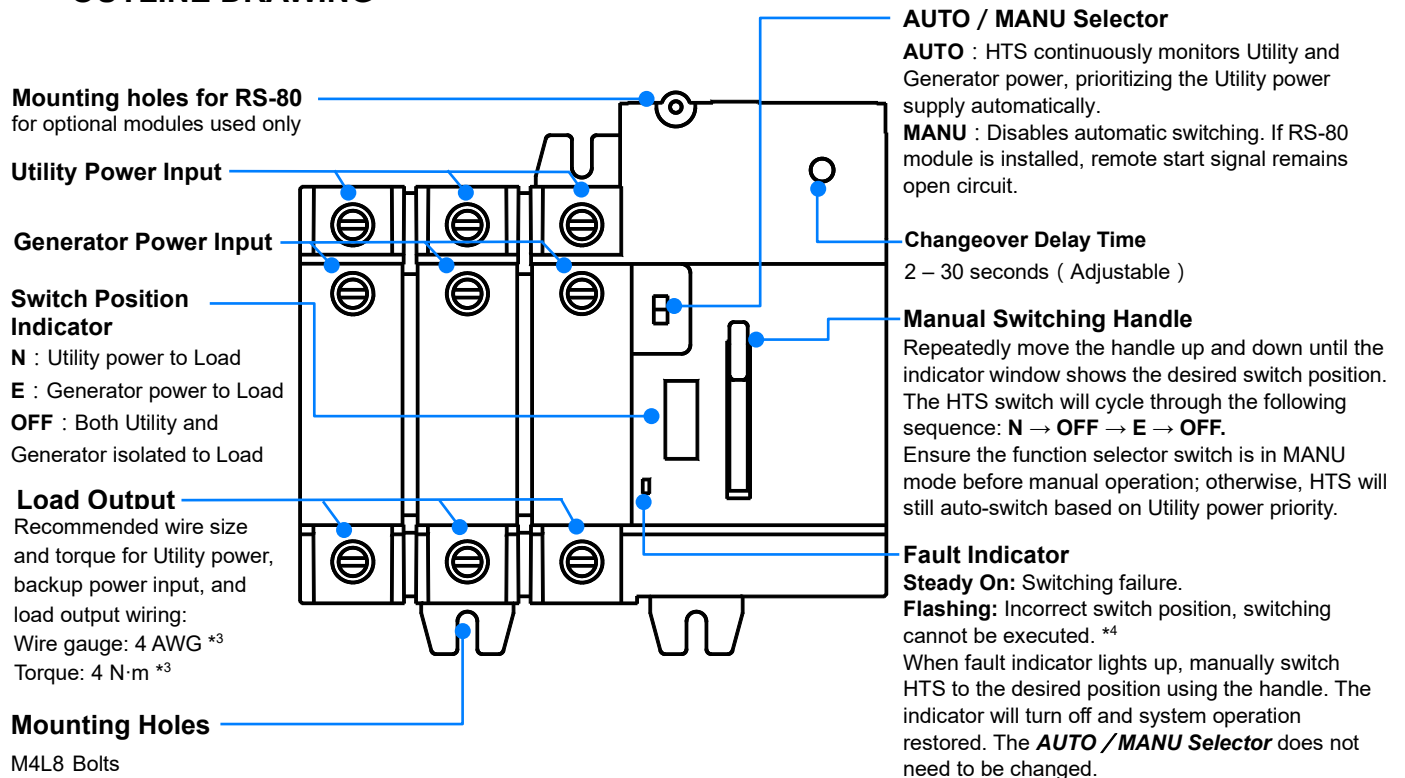 OUTLINE DRAWING
Mounting holes for RS-80
for optional modules used only
Utility Power Input
Generator Power Input
Switch Position
Indicator
N：Utility power to Load
E：Generator power to Load
OFF：Both Utility and
Generator isolated to Load
Load Output
Recommended wire size
and torque for Utility power,
backup power input, and
load output wiring:
Wire gauge: 4 AWG *3
Torque: 4 N·m *3
Mounting Holes
M4L8 Bolts
AUTO / MANU Selector
AUTO：HTS continuously monitors Utility and
Generator power, prioritizing the Utility power
supply automatically.
MANU：Disables automatic switching. If RS-80
module is installed, remote start signal remains
open circuit.
Changeover Delay Time
2 – 30 seconds（Adjustable）
Manual Switching Handle
Repeatedly move the handle up and down until the
indicator window shows the desired switch position.
The HTS switch will cycle through the following
sequence: N → OFF → E → OFF.
Ensure the function selector switch is in MANU
mode before manual operation; otherwise, HTS will
still auto-switch based on Utility power priority.
Fault Indicator
Steady On: Switching failure.
Flashing: Incorrect switch position, switching
cannot be executed. *4
When fault indicator lights up, manually switch
HTS to the desired position using the handle. The
indicator will turn off and system operation
restored. The AUTO／MANU Selector does not
need to be changed.